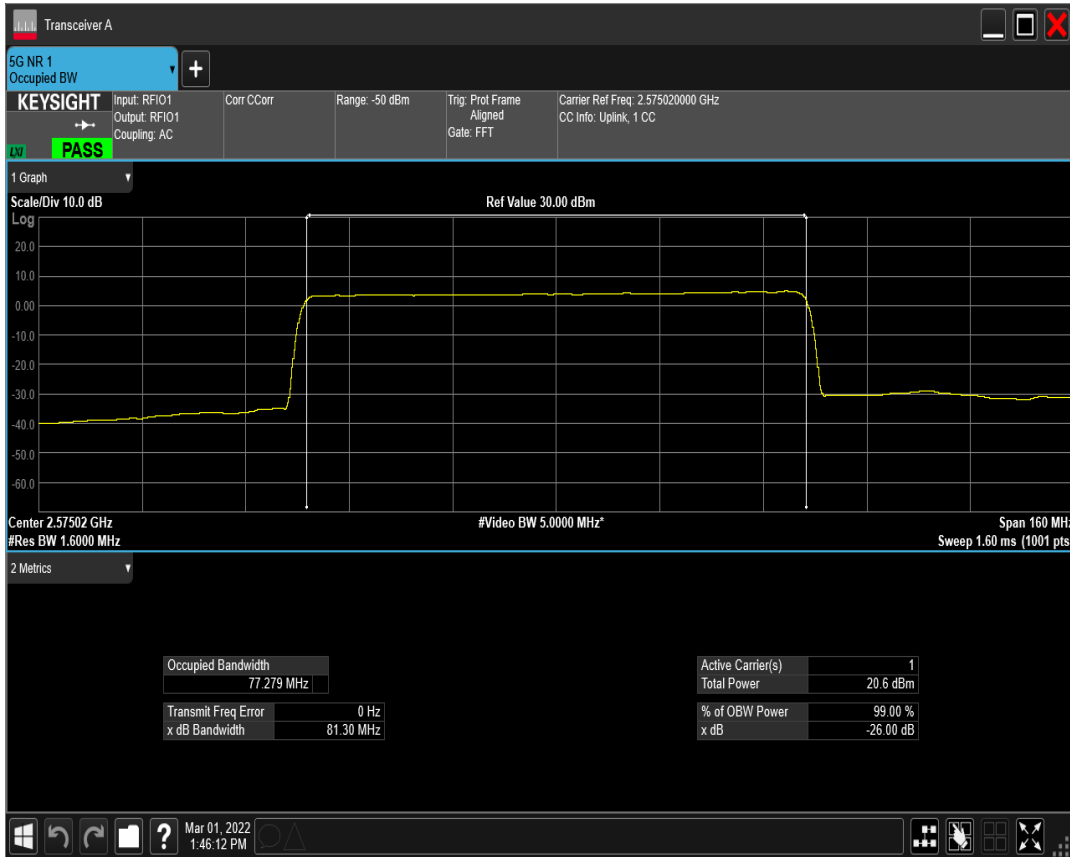 Transceiver A
5G NR 1
Occupied BW
KEYSIGHT
Input: RFIO1
Output: RFIO1
Coupling: AC
Corr CCorr
Range: -50 dBm
Trig: Prot Frame
Aligned
Gate: FFT
Carrier Ref Freq: 2.575020000 GHz
CC Info: Uplink, 1 CC
LXI
PASS
1 Graph
Scale/Div 10.0 dB
Ref Value 30.00 dBm
Log
20.0
10.0
0.00
-10.0
-20.0
-30.0
-40.0
-50.0
-60.0
Center 2.57502 GHz
#Video BW 5.0000 MHz*
Span 160 MHz
#Res BW 1.6000 MHz
Sweep 1.60 ms (1001 pts
2 Metrics
Occupied Bandwidth
77.279 MHz
Transmit Freq Error 0 Hz
x dB Bandwidth 81.30 MHz
Active Carrier(s) 1
Total Power 20.6 dBm
% of OBW Power 99.00 %
x dB -26.00 dB
?
Mar 01, 2022
1:46:12 PM